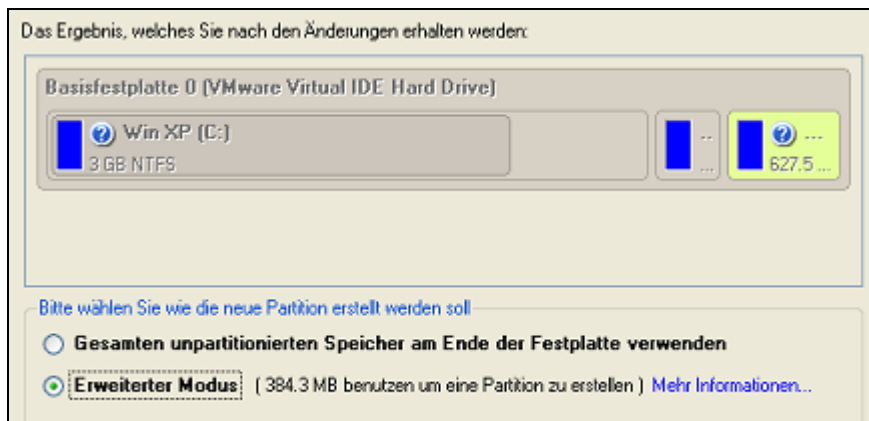 Das Ergebnis, welches Sie nach den Änderungen erhalten werden:
Basisfestplatte 0 (VMware Virtual IDE Hard Drive)
Win XP (C:)
3 GB NTFS
..
...
...
627.5 ...
Bitte wählen Sie wie die neue Partition erstellt werden soll
Gesamten unpartitionierten Speicher am Ende der Festplatte verwenden
Erweiterter Modus ( 384.3 MB benutzen um eine Partition zu erstellen ) Mehr Informationen...